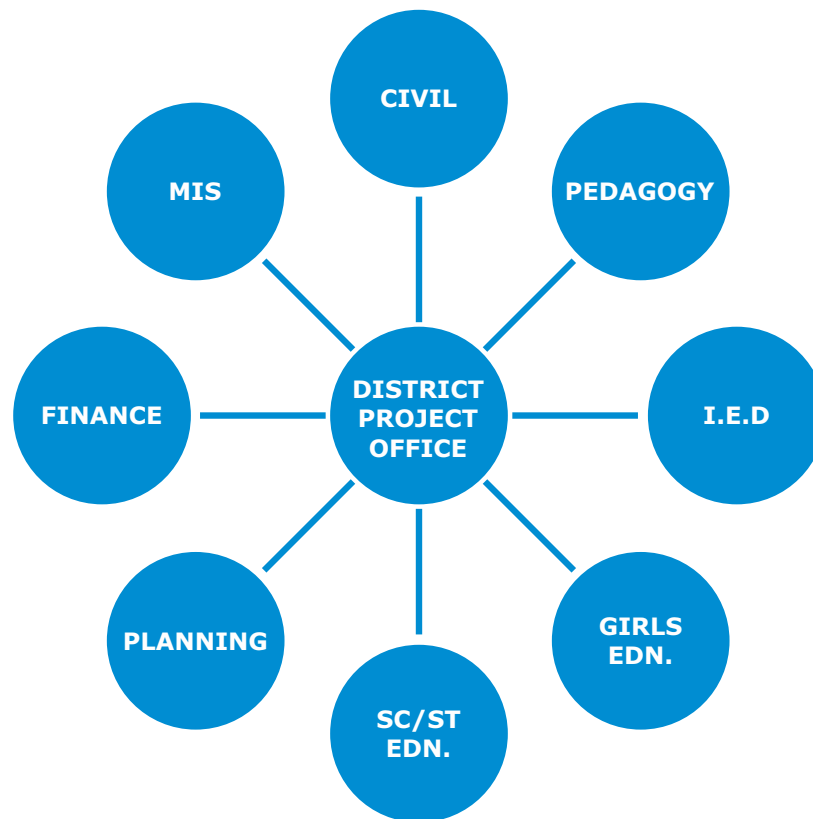 CIVIL
MIS
PEDAGOGY
FINANCE
DISTRICT
PROJECT
OFFICE
I.E.D
PLANNING
GIRLS
EDN.
SC/ST
EDN.